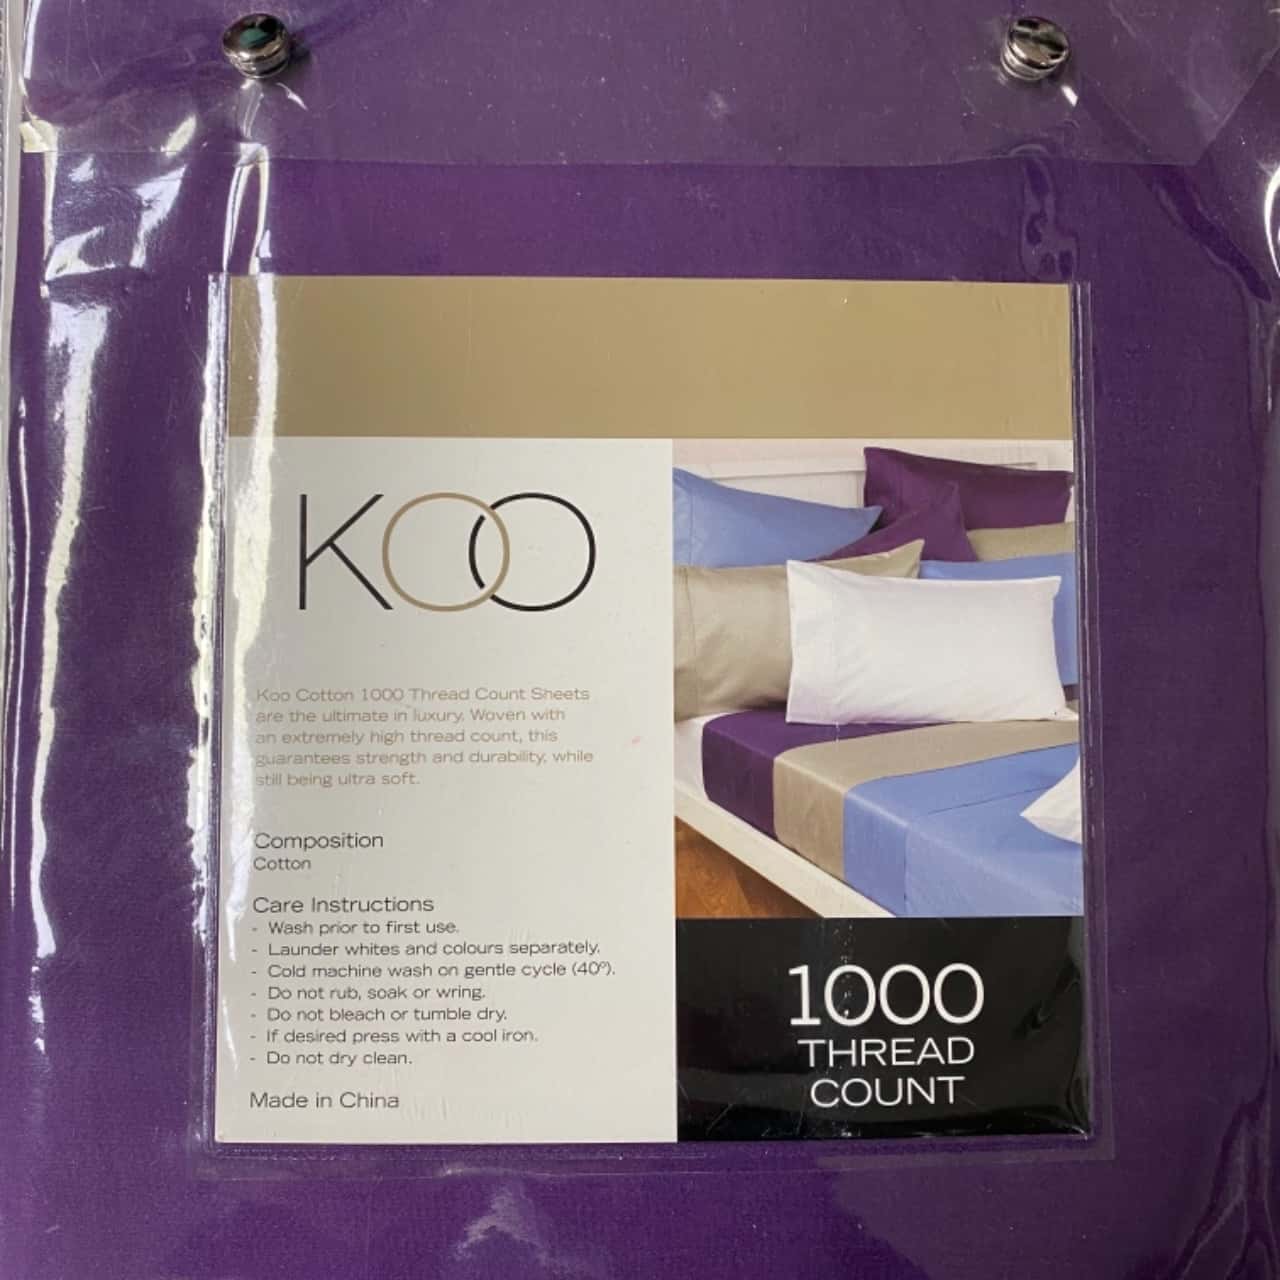 KOO
Koo Cotton 1000 Thread Count Sheets
are the ultimate in luxury. Woven with
an extremely high thread count, this
guarantees strength and durability, while
still being ultra soft.
Composition
Cotton
Care Instructions
- Wash prior to first use.
- Launder whites and colours separately.
- Cold machine wash on gentle cycle (40º).
- Do not rub, soak or wring.
- Do not bleach or tumble dry.
- If desired press with a cool iron.
- Do not dry clean.
Made in China
1000
THREAD
COUNT